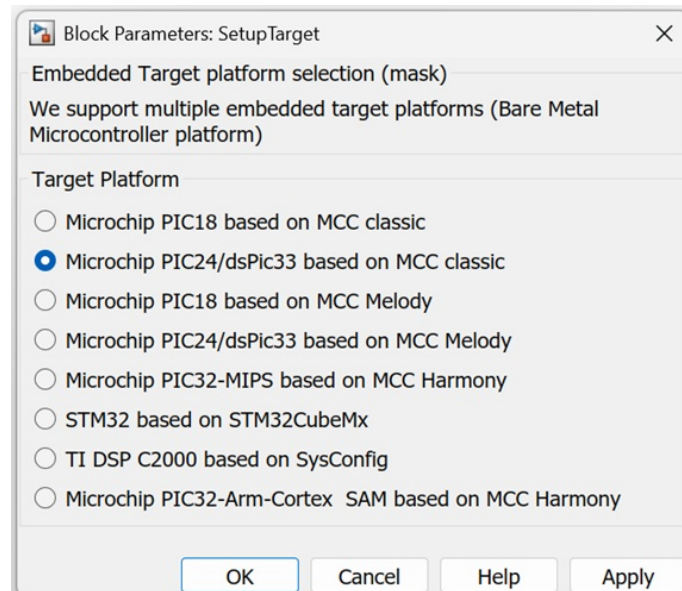 Block Parameters: SetupTarget
Embedded Target platform selection (mask)
We support multiple embedded target platforms (Bare Metal
Microcontroller platform)
Target Platform
Microchip PIC18 based on MCC classic
Microchip PIC24/dsPic33 based on MCC classic
Microchip PIC18 based on MCC Melody
Microchip PIC24/dsPic33 based on MCC Melody
Microchip PIC32-MIPS based on MCC Harmony
STM32 based on STM32CubeMx
TI DSP C2000 based on SysConfig
Microchip PIC32-Arm-Cortex  SAM based on MCC Harmony
OK Cancel Help Apply